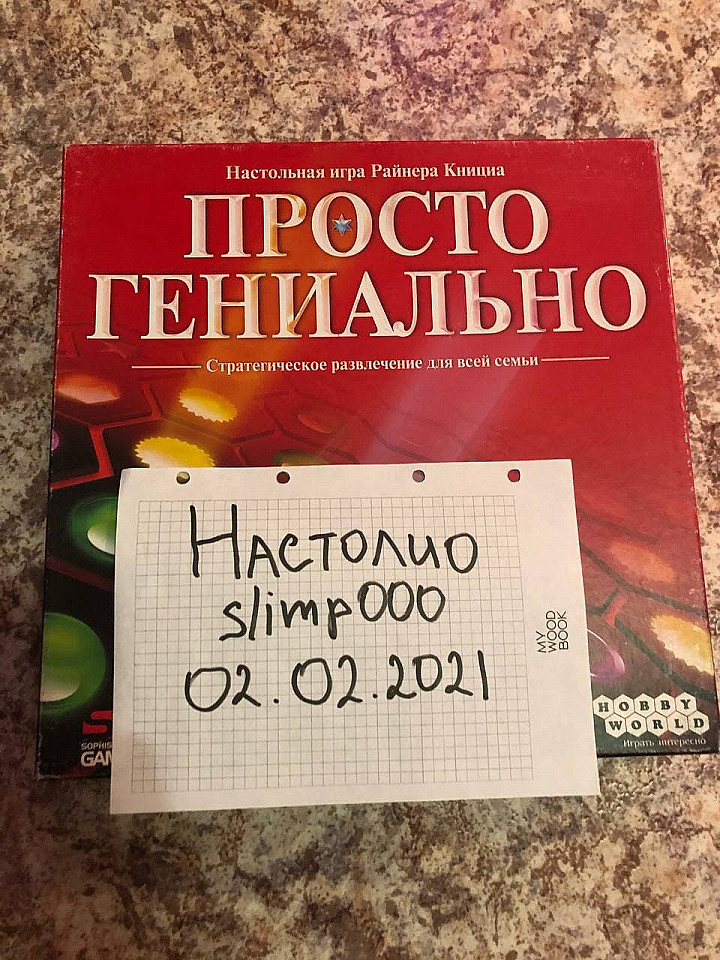 Настольная игра Райнера Книциа
ПРОСТО
ГЕНИАЛЬНО
Стратегическое развлечение для всей семьи
Настолио
slimp000
02.02.2021
MY
WOOD
BOOK
HOBBY
WORLD
Играть интересно